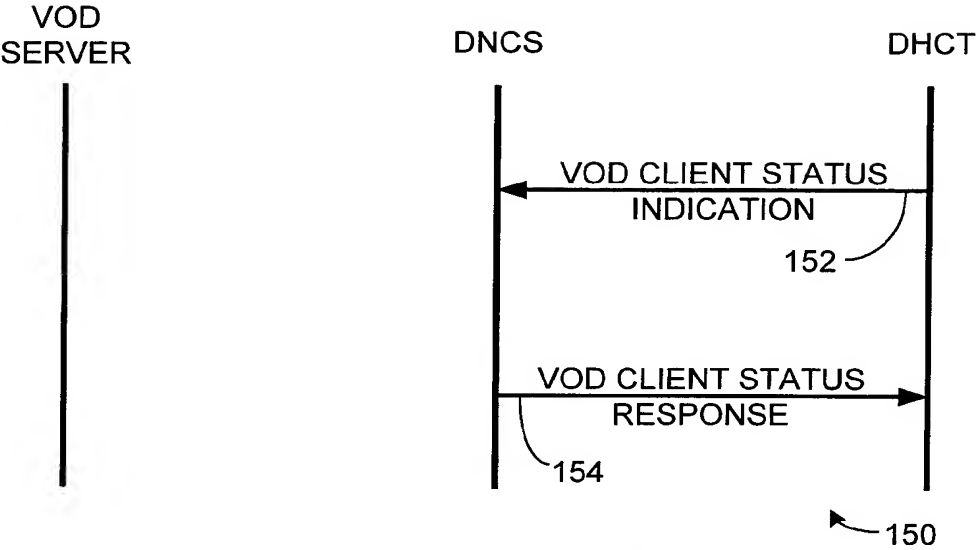 VOD
SERVER
DNCS
DHCT
VOD CLIENT STATUS
INDICATION
152
VOD CLIENT STATUS
RESPONSE
154
150